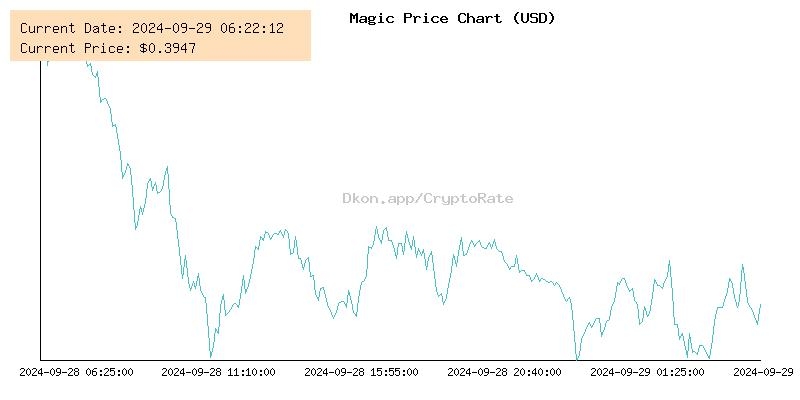 Magic Price Chart (USD)
Current Date: 2024-09-29 06:22:12
Current Price: $0.3947
Dkon.app/CryptoRate
2024-09-28 06:25:00 2024-09-28 11:10:00 2024-09-28 15:55:00 2024-09-28 20:40:00 2024-09-29 01:25:00 2024-09-29